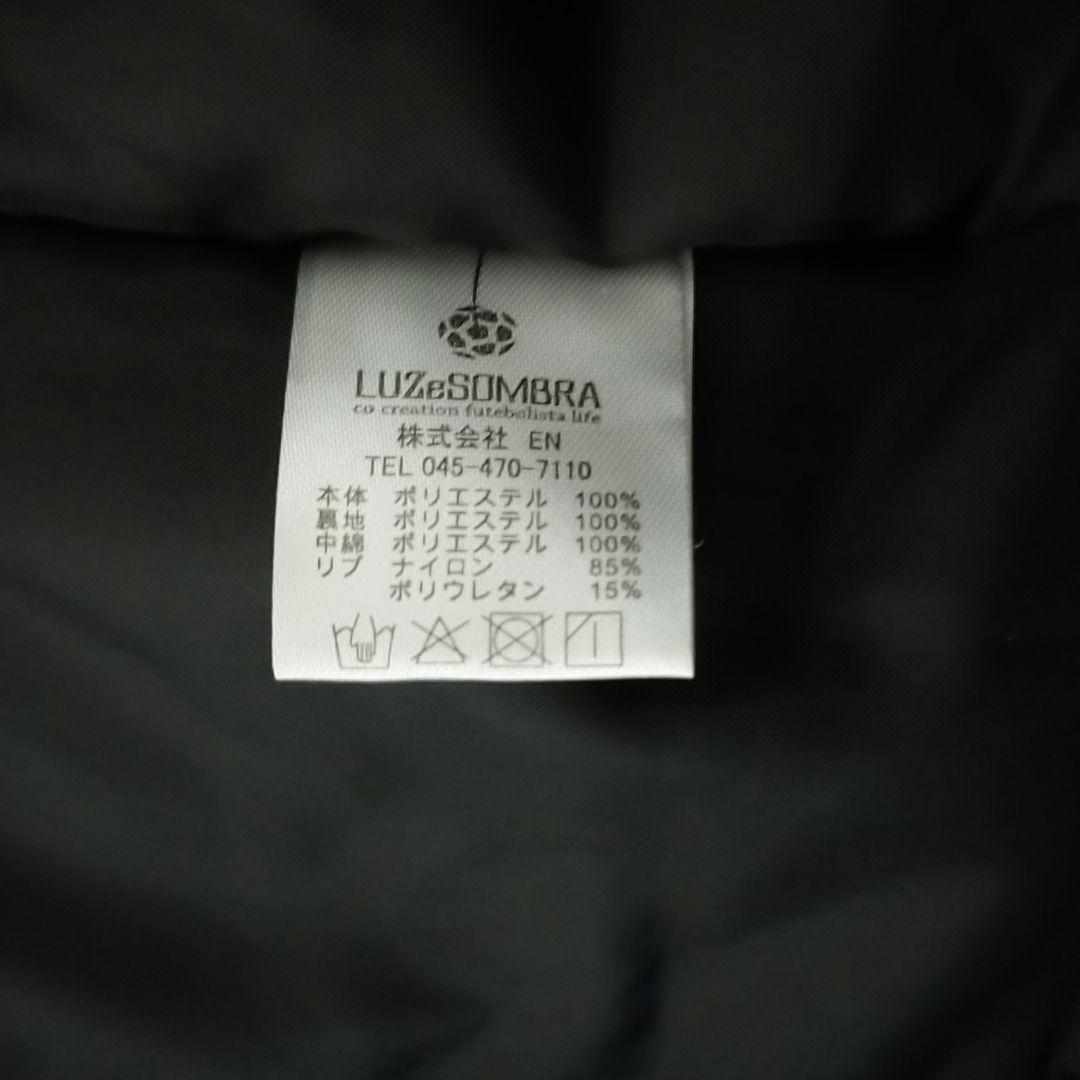 LUZeSOMBRA
co creation futebolista life
株式会社 EN
TEL 045-470-7110
本体 ポリエステル 100%
裏地 ポリエステル 100%
中綿 ポリエステル 100%
リブ ナイロン 85%
ポリウレタン 15%